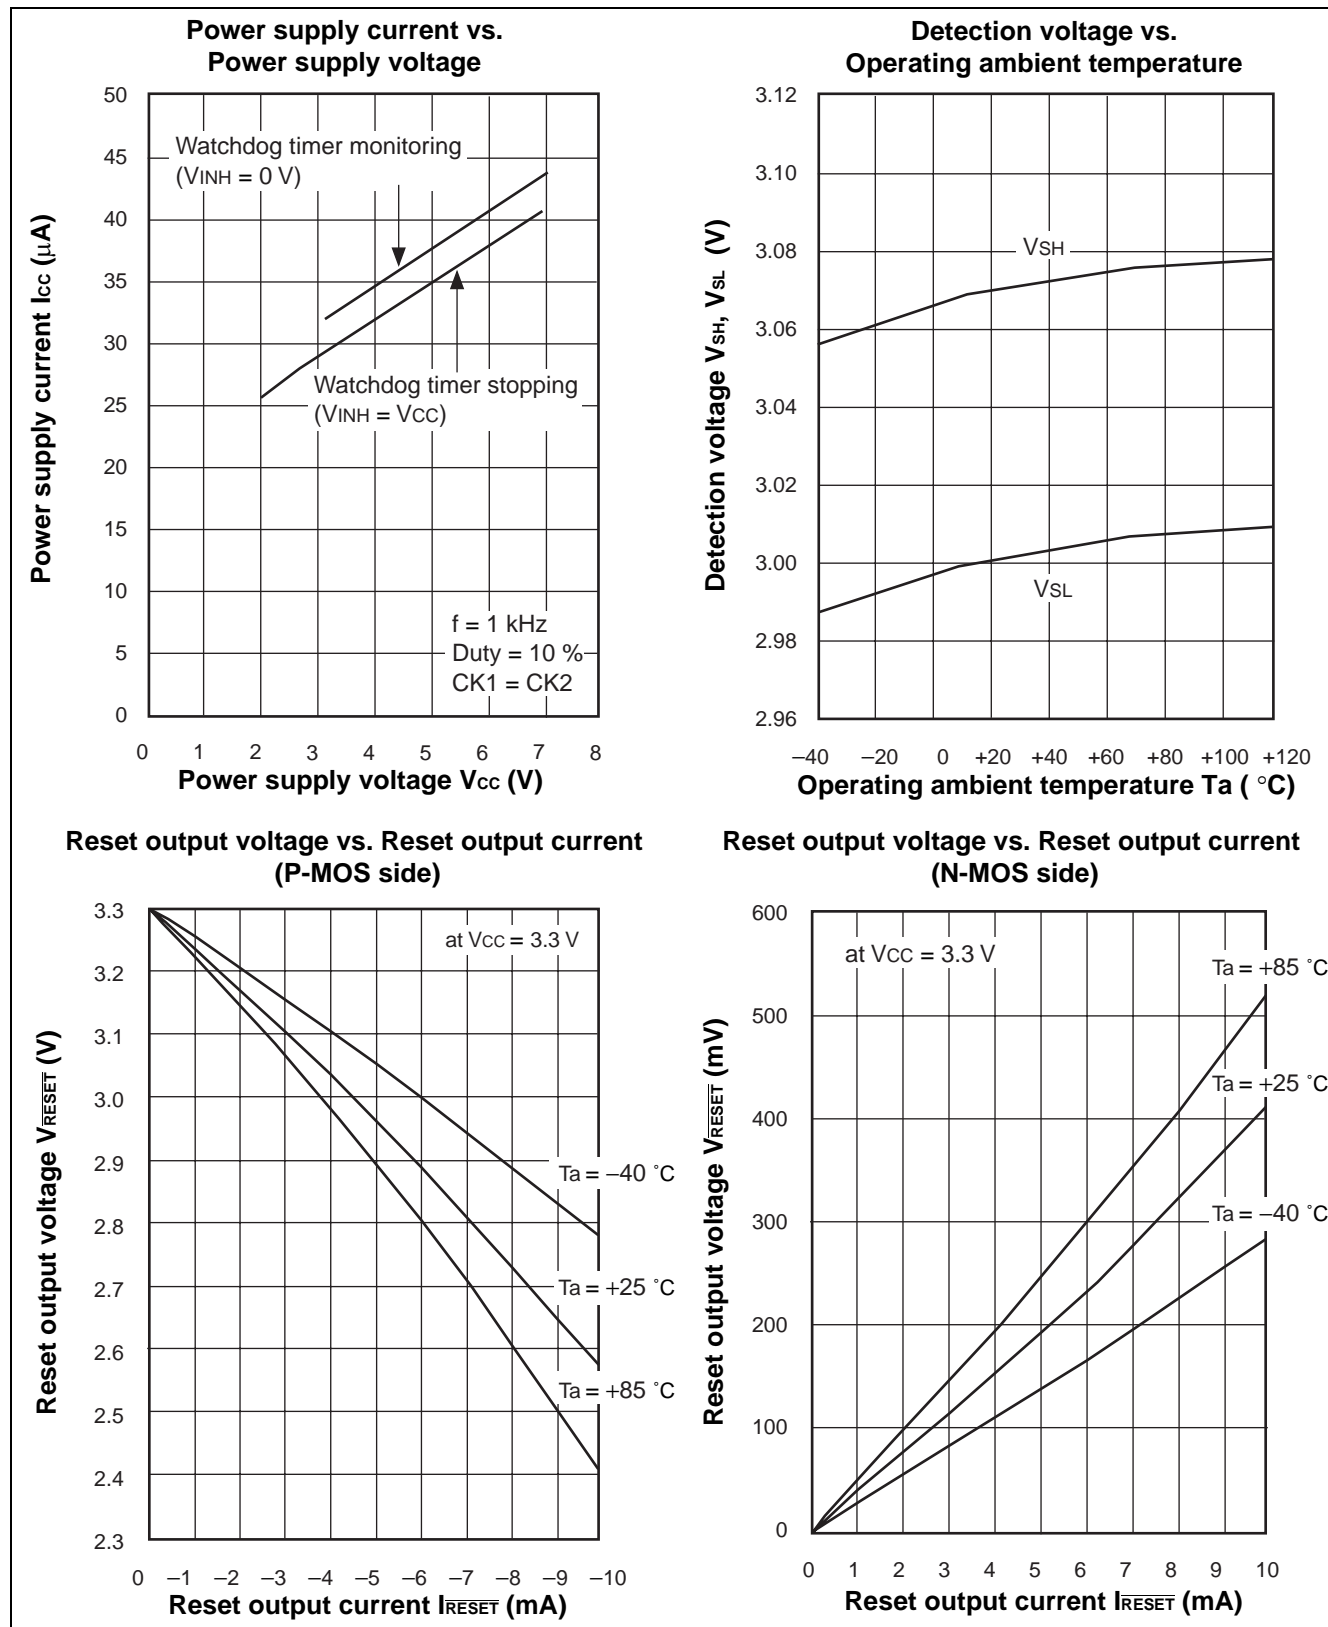 Power supply current vs.
Power supply voltage
50
45
40
35
30
25
20
15
10
5
0
Power supply current Icc (μA)
Watchdog timer monitoring
(VINH = 0 V)
Watchdog timer stopping
(VINH = VCC)
f = 1 kHz
Duty = 10 %
CK1 = CK2
0 1 2 3 4 5 6 7 8
Power supply voltage Vcc (V)
Detection voltage vs.
Operating ambient temperature
3.12
3.10
3.08
3.06
3.04
3.02
3.00
2.98
2.96
Detection voltage VSH, VSL (V)
VSH
VSL
–40 –20 0 +20 +40 +60 +80 +100 +120
Operating ambient temperature Ta ( °C)
Reset output voltage vs. Reset output current
(P-MOS side)
3.3
3.2
3.1
3.0
2.9
2.8
2.7
2.6
2.5
2.4
2.3
Reset output voltage VRESET (V)
at VCC = 3.3 V
Ta = –40 ˚C
Ta = +25 ˚C
Ta = +85 ˚C
0 –1 –2 –3 –4 –5 –6 –7 –8 –9 –10
Reset output current IRESET (mA)
Reset output voltage vs. Reset output current
(N-MOS side)
600
500
400
300
200
100
0
Reset output voltage VRESET (mV)
at VCC = 3.3 V
Ta = +85 ˚C
Ta = +25 ˚C
Ta = –40 ˚C
0 1 2 3 4 5 6 7 8 9 10
Reset output current IRESET (mA)